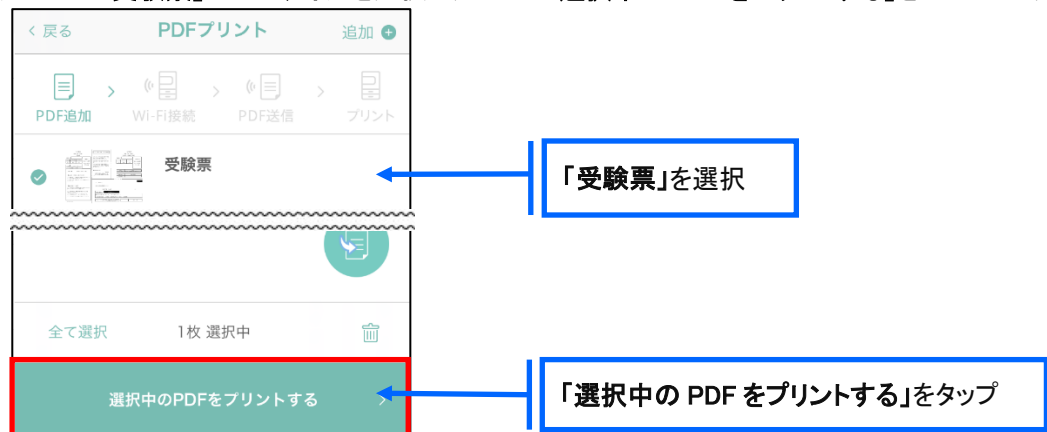 < 戻る PDFプリント 追加
PDF追加 > Wi-Fi接続 > PDF送信 > プリント
受験票
「受験票」を選択
全て選択 1枚 選択中
選択中のPDFをプリントする >
「選択中の PDF をプリントする」をタップ